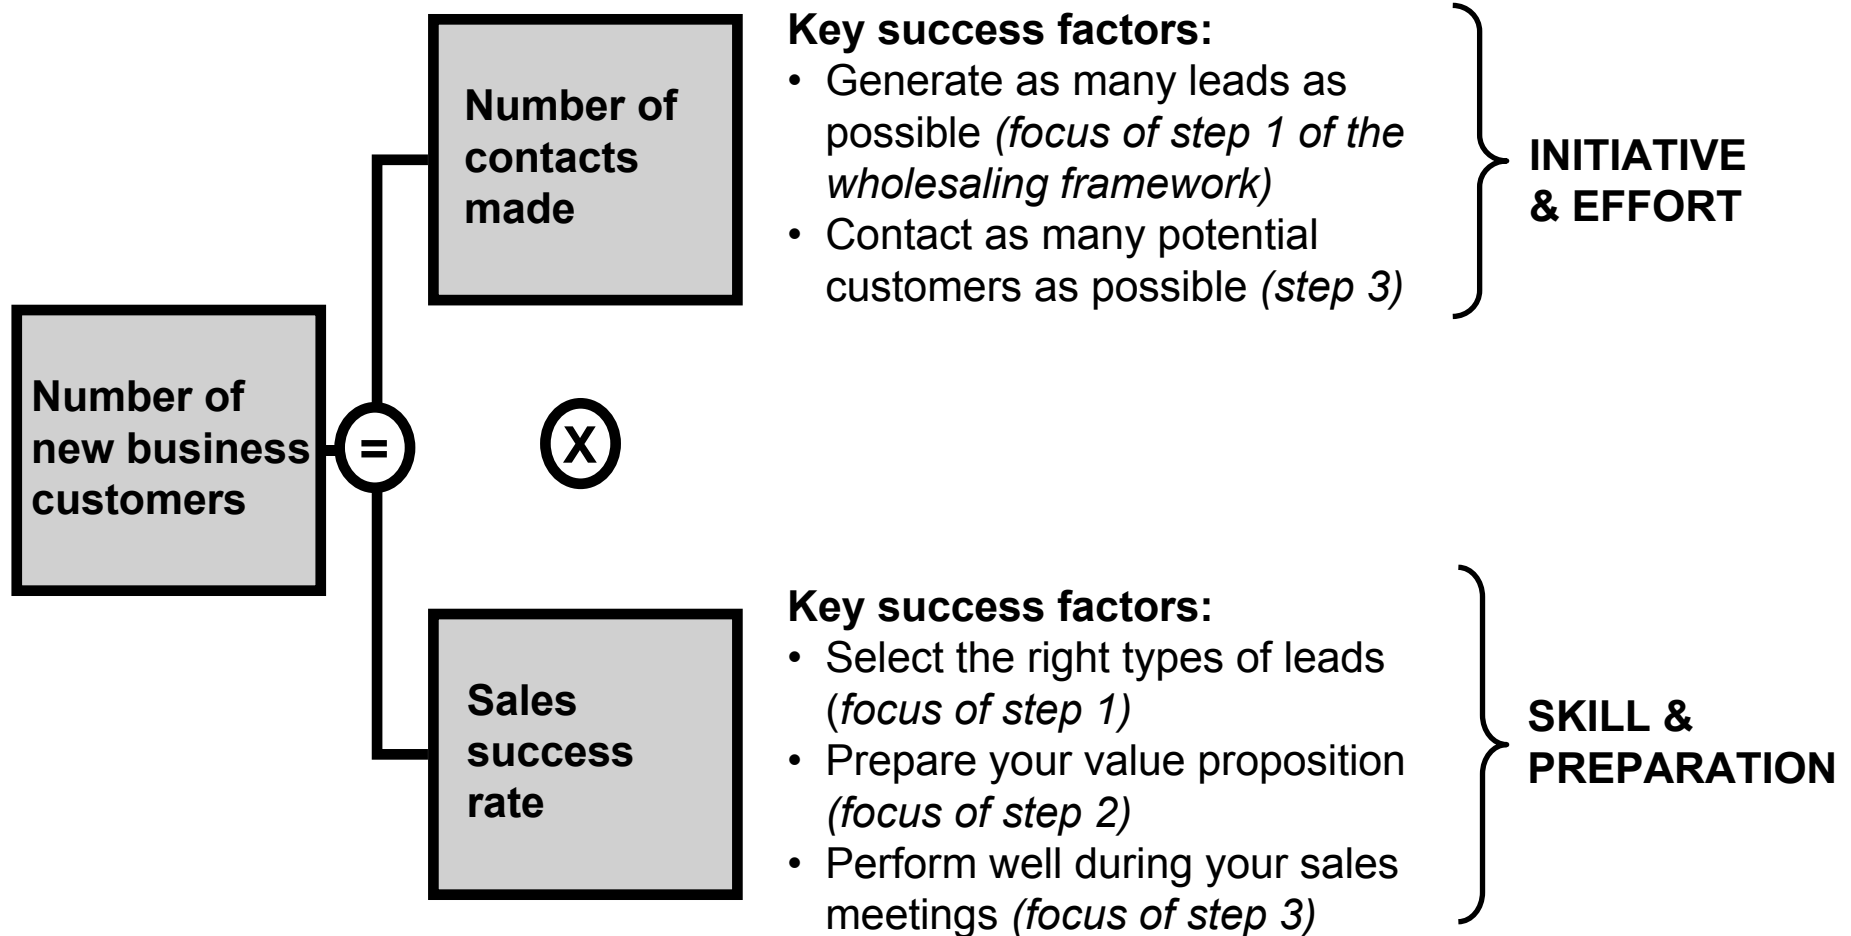 Number of
contacts
made
Key success factors:
• Generate as many leads as
possible (focus of step 1 of the
wholesaling framework)
• Contact as many potential
customers as possible (step 3)
INITIATIVE
& EFFORT
Number of
new business
customers
=
X
Sales
success
rate
Key success factors:
• Select the right types of leads
(focus of step 1)
• Prepare your value proposition
(focus of step 2)
• Perform well during your sales
meetings (focus of step 3)
SKILL &
PREPARATION